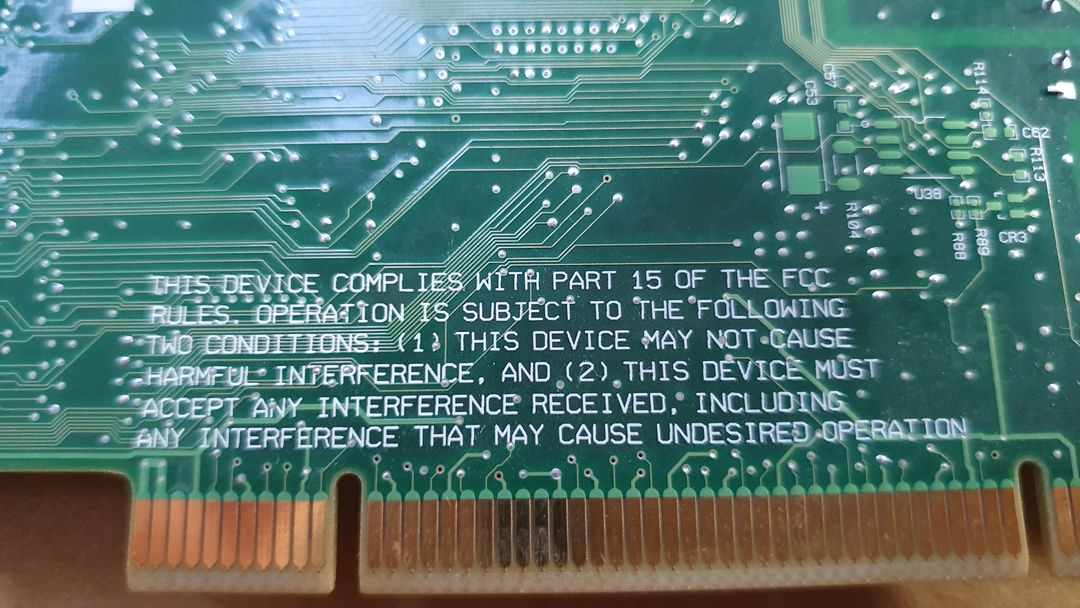 C57
C53
R114
C62
R113
U38
R104
CR3
R88
R89
THIS DEVICE COMPLIES WITH PART 15 OF THE FCC
RULES. OPERATION IS SUBJECT TO THE FOLLOWING
TWO CONDITIONS: (1) THIS DEVICE MAY NOT CAUSE
HARMFUL INTERFERENCE, AND (2) THIS DEVICE MUST
ACCEPT ANY INTERFERENCE RECEIVED, INCLUDING
ANY INTERFERENCE THAT MAY CAUSE UNDESIRED OPERATION